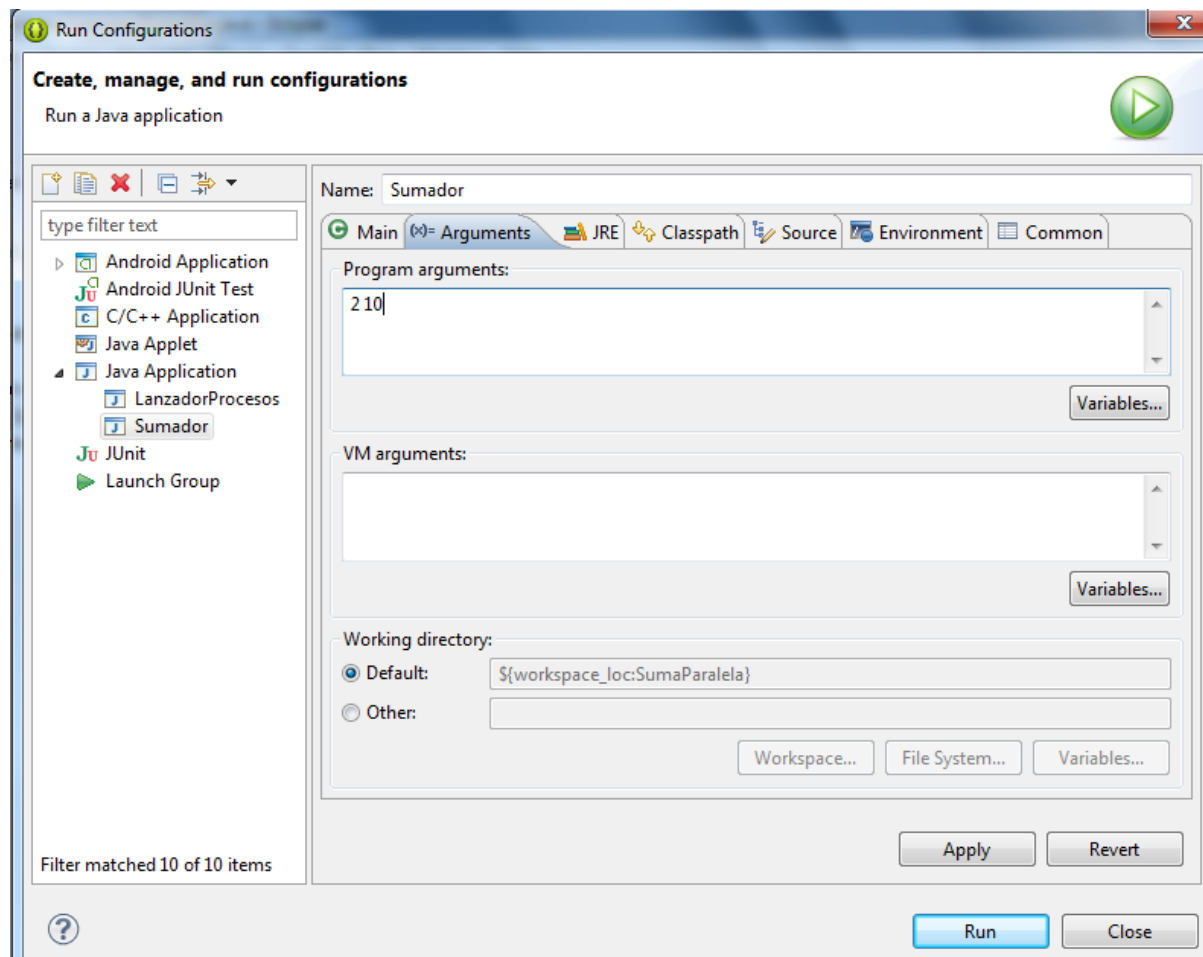 Run Configurations
Create, manage, and run configurations
Run a Java application
type filter text
Android Application
Android JUnit Test
C/C++ Application
Java Applet
Java Application
LanzadorProcesos
Sumador
JUnit
Launch Group
Filter matched 10 of 10 items
Name: Sumador
Main (x)= Arguments JRE Classpath Source Environment Common
Program arguments:
2 10
Variables...
VM arguments:
Variables...
Working directory:
Default: ${workspace_loc:SumaParalela}
Other:
Workspace... File System... Variables...
Apply Revert
Run Close